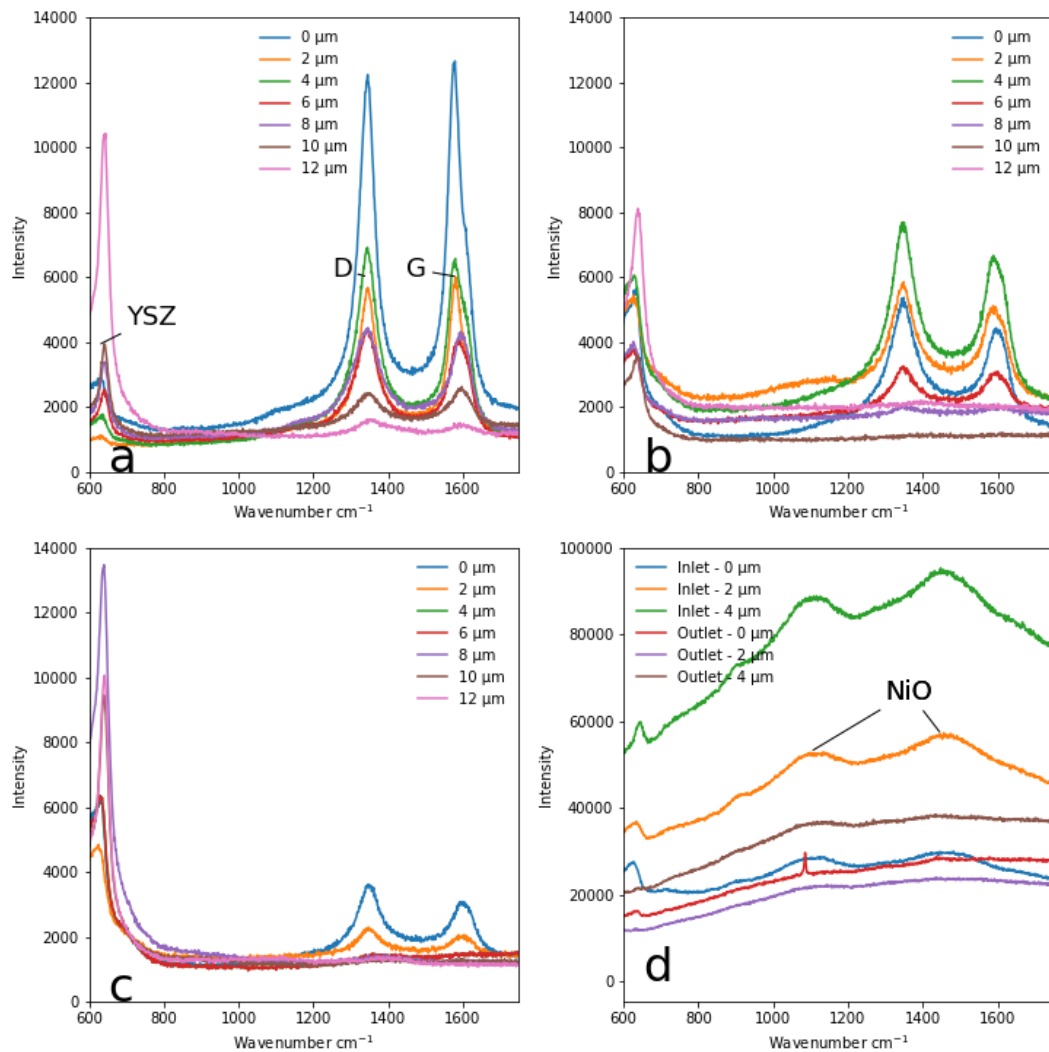 14000
12000
10000
8000
6000
4000
2000
0
Intensity
0 µm
2 µm
4 µm
6 µm
8 µm
10 µm
12 µm
D
G
YSZ
a
600
800
1000
1200
1400
1600
Wavenumber cm⁻¹
14000
12000
10000
8000
6000
4000
2000
0
Intensity
0 µm
2 µm
4 µm
6 µm
8 µm
10 µm
12 µm
b
600
800
1000
1200
1400
1600
Wavenumber cm⁻¹
14000
12000
10000
8000
6000
4000
2000
0
Intensity
0 µm
2 µm
4 µm
6 µm
8 µm
10 µm
12 µm
c
600
800
1000
1200
1400
1600
Wavenumber cm⁻¹
100000
80000
60000
40000
20000
0
Intensity
Inlet - 0 µm
Inlet - 2 µm
Inlet - 4 µm
Outlet - 0 µm
Outlet - 2 µm
Outlet - 4 µm
NiO
d
600
800
1000
1200
1400
1600
Wavenumber cm⁻¹